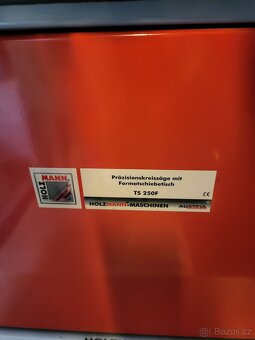 HOLZ
MANN
Präzisionskreissäge mit
Formatschiebetisch
TS 250F
CE
HOLZMANN-MASCHINEN AUSTRIA
bazos.cz